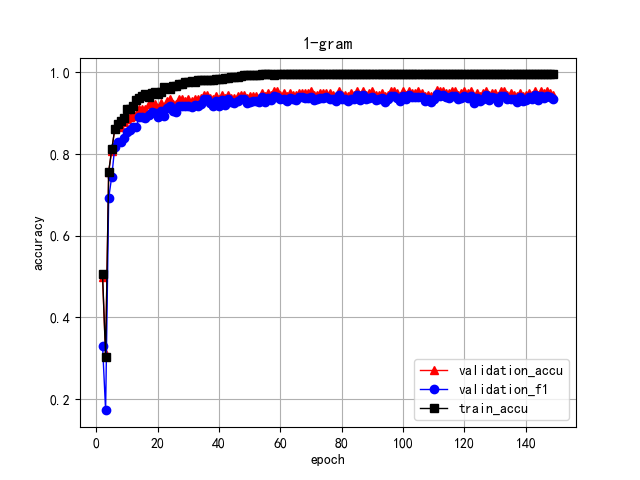 1-gram
accuracy
1.0
0.8
0.6
0.4
0.2
0 20 40 60 80 100 120 140
epoch
validation_accu
validation_f1
train_accu